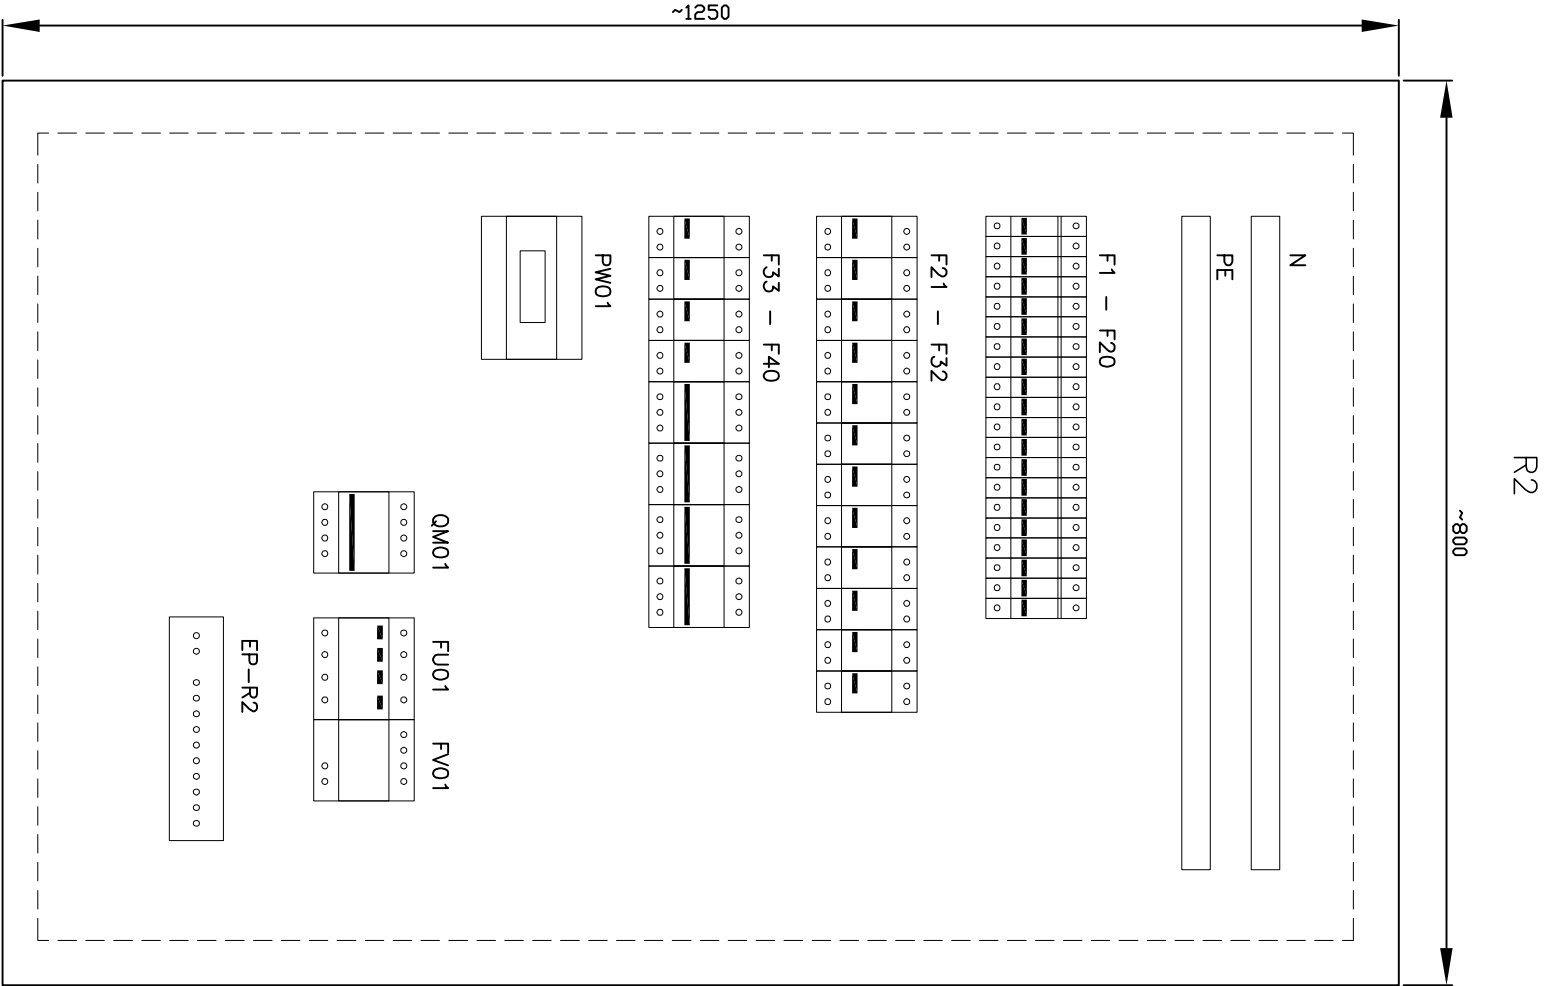 R2
~800
~1250
N
PE
F1 - F20
F21 - F32
F33 - F40
PW01
QM01
FU01
FV01
EP-R2